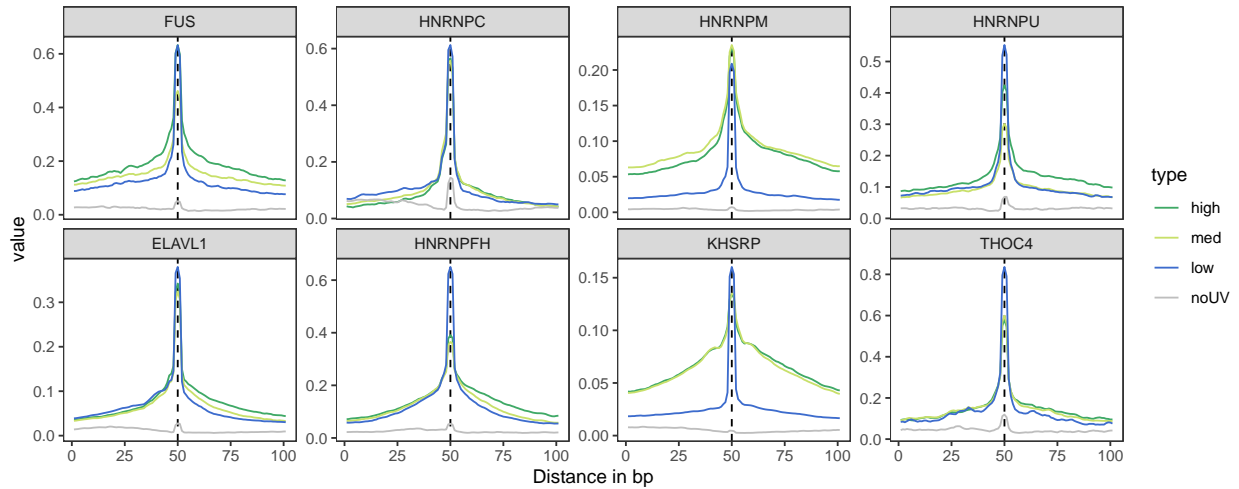 FUS HNRNPC HNRNPM HNRNPU
0.6 0.6 0.20 0.5
0.4 0.4 0.15 0.4
0.2 0.2 0.10 0.3
0.0 0.0 0.05 0.2
0.00 0.1
0.0
ELAVL1 HNRNPFH KHSRP THOC4
0.3 0.6 0.15 0.8
0.2 0.4 0.10 0.6
0.1 0.2 0.05 0.4
0.0 0.0 0.00 0.2
0.0
0 25 50 75 100 0 25 50 75 100 0 25 50 75 100 0 25 50 75 100
Distance in bp
value
type
high
med
low
noUV